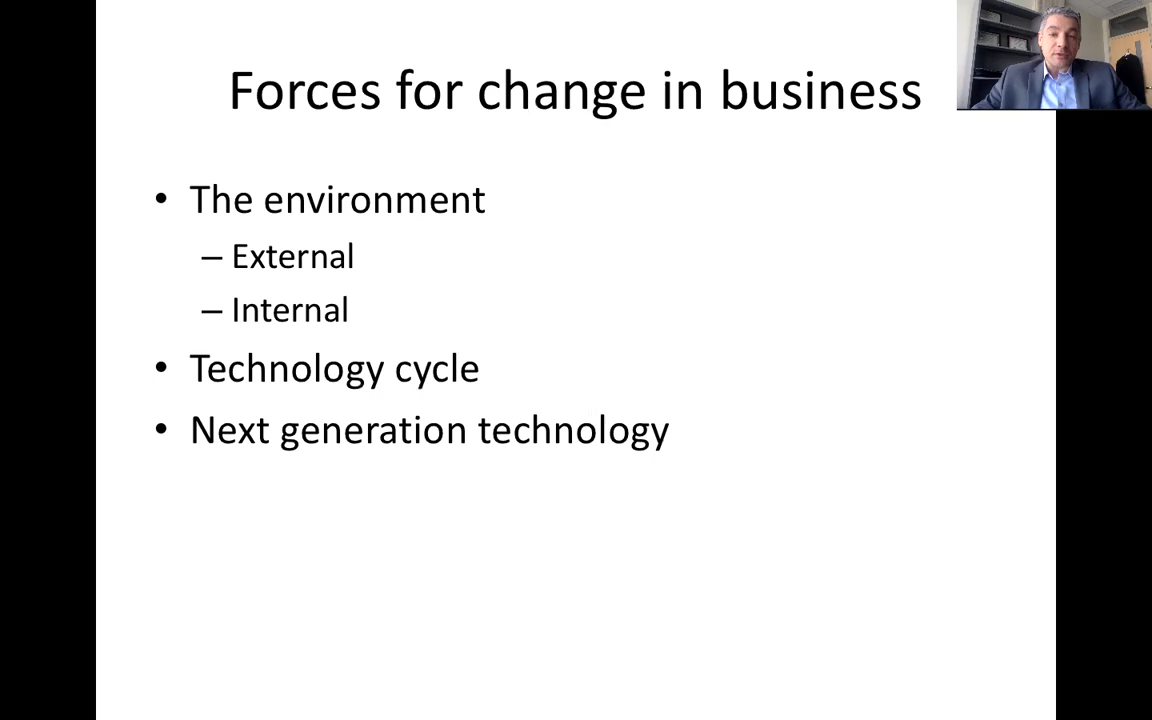 Forces for change in business
• The environment
– External
– Internal
• Technology cycle
• Next generation technology